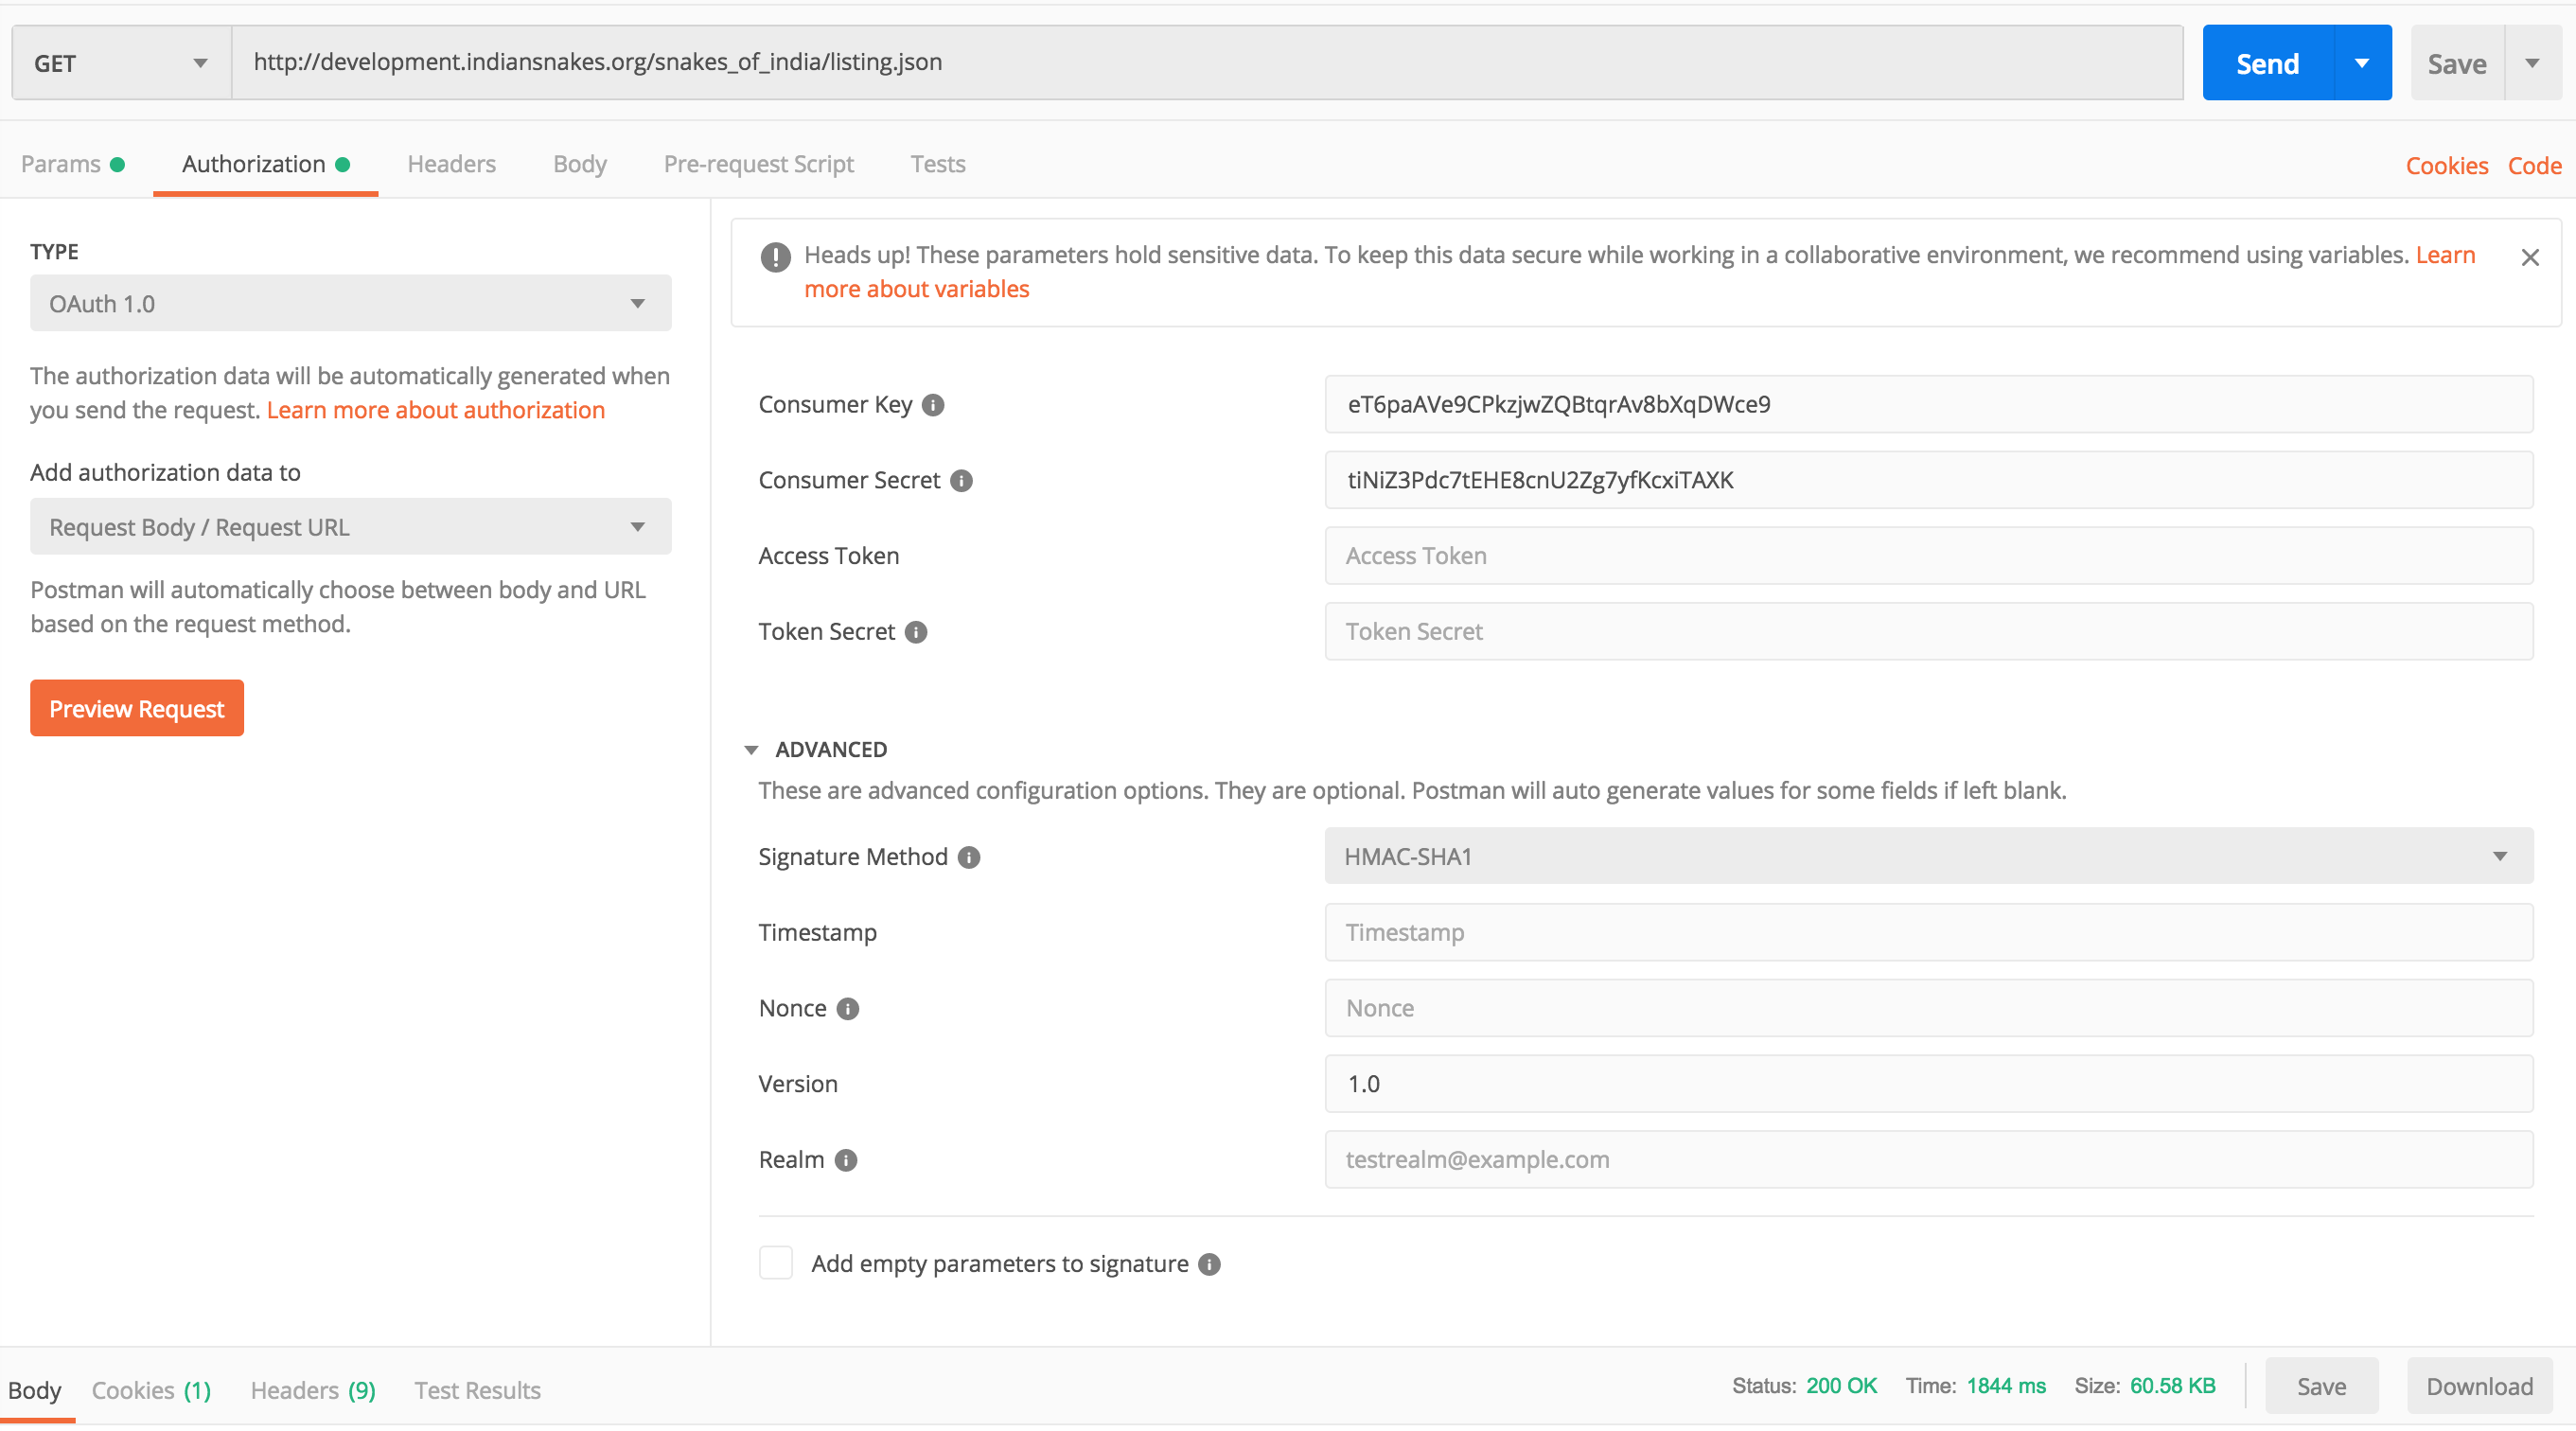 GET
http://development.indiansnakes.org/snakes_of_india/listing.json
Send
Save
Params
Authorization
Headers
Body
Pre-request Script
Tests
Cookies
Code
TYPE
OAuth 1.0
The authorization data will be automatically generated when
you send the request. Learn more about authorization
Add authorization data to
Request Body / Request URL
Postman will automatically choose between body and URL
based on the request method.
Preview Request
Heads up! These parameters hold sensitive data. To keep this data secure while working in a collaborative environment, we recommend using variables. Learn
more about variables
Consumer Key
eT6paAVe9CPkzjwZQBtqrAv8bXqDWce9
Consumer Secret
tiNiZ3Pdc7tEHE8cnU2Zg7yfKcxiTAXK
Access Token
Access Token
Token Secret
Token Secret
ADVANCED
These are advanced configuration options. They are optional. Postman will auto generate values for some fields if left blank.
Signature Method
HMAC-SHA1
Timestamp
Timestamp
Nonce
Nonce
Version
1.0
Realm
testrealm@example.com
Add empty parameters to signature
Body
Cookies (1)
Headers (9)
Test Results
Status: 200 OK
Time: 1844 ms
Size: 60.58 KB
Save
Download